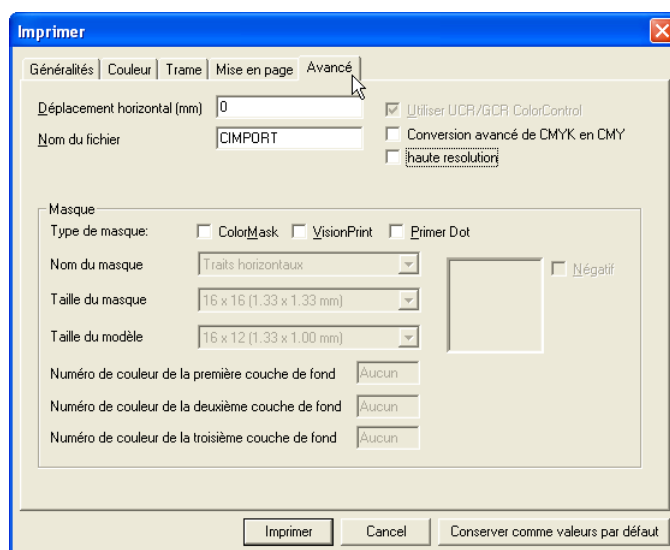 Imprimer
Généralités Couleur Trame Mise en page Avancé
Déplacement horizontal (mm) 0
Utiliser UCR/GCR ColorControl
Nom du fichier CIMPORT
Conversion avancé de CMYK en CMY
haute resolution
Masque
Type de masque: ColorMask VisionPrint Primer Dot
Nom du masque Traits horizontaux
Négatif
Taille du masque 16 x 16 (1.33 x 1.33 mm)
Taille du modèle 16 x 12 (1.33 x 1.00 mm)
Numéro de couleur de la première couche de fond Aucun
Numéro de couleur de la deuxième couche de fond Aucun
Numéro de couleur de la troisième couche de fond Aucun
Imprimer Cancel Conserver comme valeurs par défaut